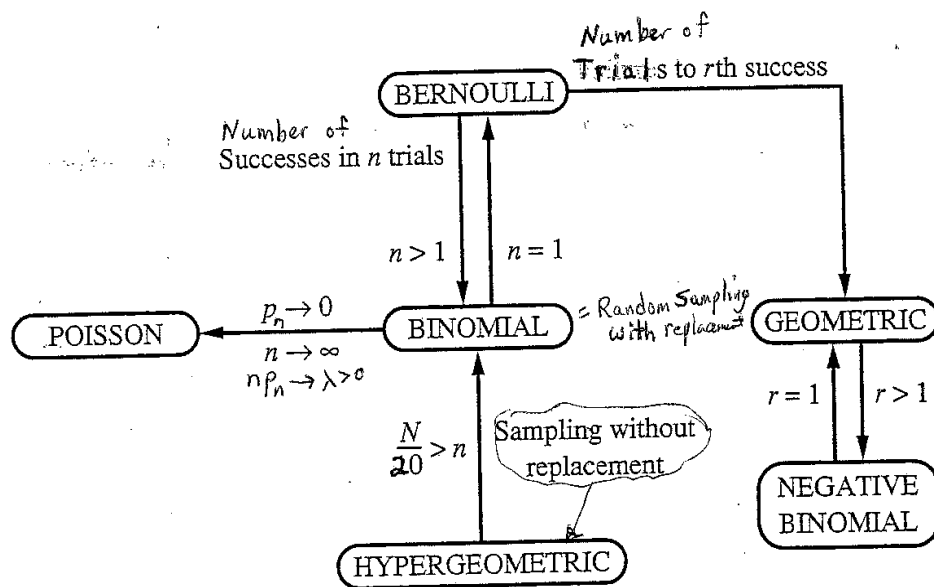 Number of
Trials to rth success
BERNOULLI
Number of
Successes in n trials
n > 1
n = 1
pₙ → 0
POISSON
BINOMIAL
= Random Sampling
with replacement
GEOMETRIC
n → ∞
npₙ → λ > 0
r = 1
r > 1
N/20 > n
Sampling without
replacement
NEGATIVE
BINOMIAL
HYPERGEOMETRIC